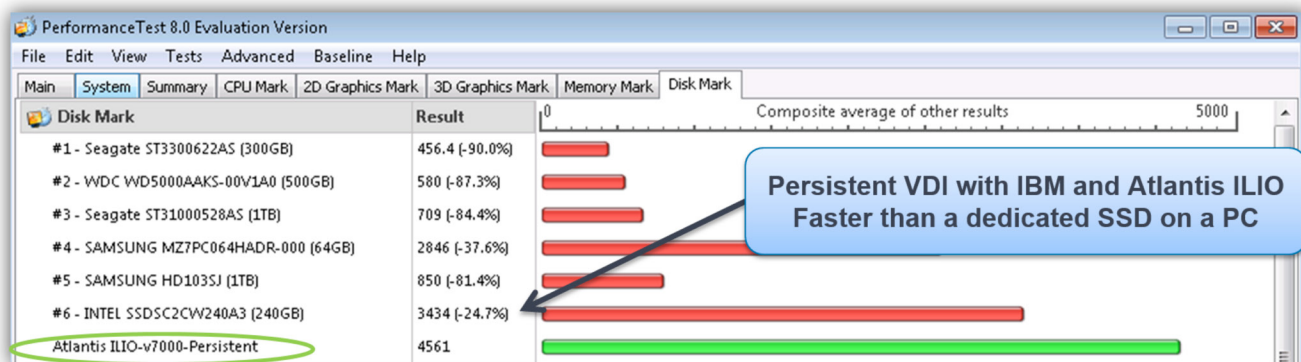 PerformanceTest 8.0 Evaluation Version
File Edit View Tests Advanced Baseline Help
Main System Summary CPU Mark 2D Graphics Mark 3D Graphics Mark Memory Mark Disk Mark
Disk Mark Result 0 Composite average of other results 5000
#1 - Seagate ST3300622AS (300GB) 456.4 (-90.0%)
#2 - WDC WD5000AAKS-00V1A0 (500GB) 580 (-87.3%)
#3 - Seagate ST31000528AS (1TB) 709 (-84.4%)
#4 - SAMSUNG MZ7PC064HADR-000 (64GB) 2846 (-37.6%)
#5 - SAMSUNG HD103SJ (1TB) 850 (-81.4%)
#6 - INTEL SSDSC2CW240A3 (240GB) 3434 (-24.7%)
Atlantis ILIO-v7000-Persistent 4561
Persistent VDI with IBM and Atlantis ILIO
Faster than a dedicated SSD on a PC